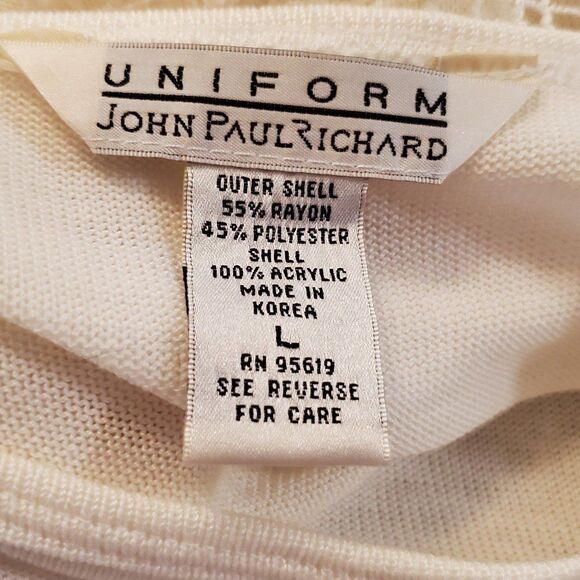 UNIFORM
JOHN PAUL RICHARD
OUTER SHELL
55% RAYON
45% POLYESTER
SHELL
100% ACRYLIC
MADE IN
KOREA
L
RN 95619
SEE REVERSE
FOR CARE